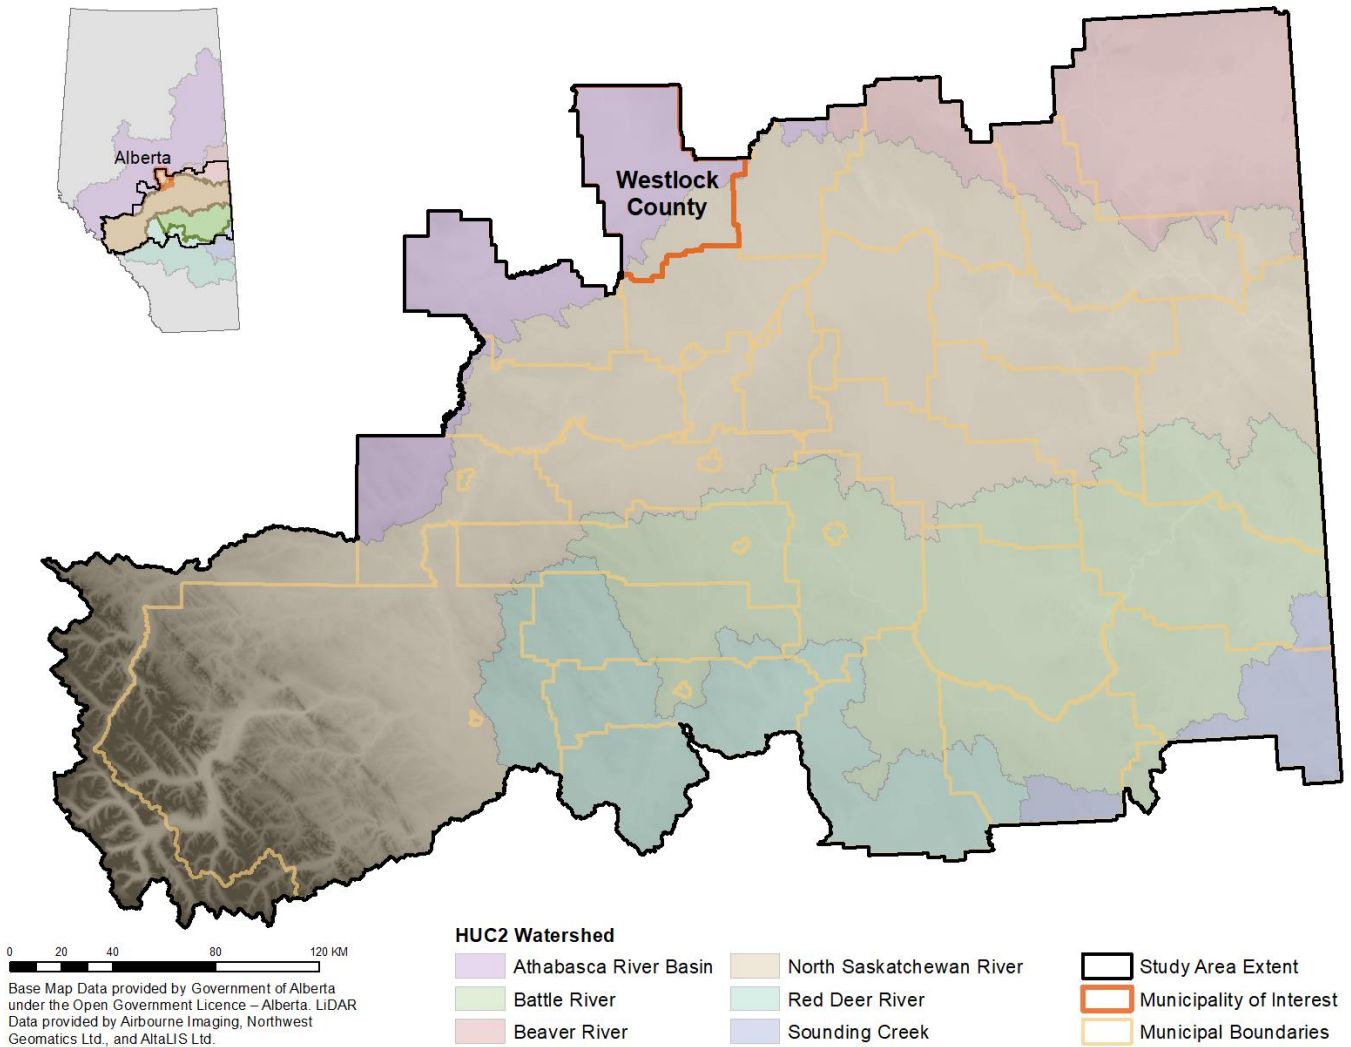 Alberta
Westlock
County
0 20 40 80 120 KM
Base Map Data provided by Government of Alberta
under the Open Government Licence – Alberta. LiDAR
Data provided by Airbourne Imaging, Northwest
Geomatics Ltd., and AltaLIS Ltd.
HUC2 Watershed
Athabasca River Basin
Battle River
Beaver River
North Saskatchewan River
Red Deer River
Sounding Creek
Study Area Extent
Municipality of Interest
Municipal Boundaries